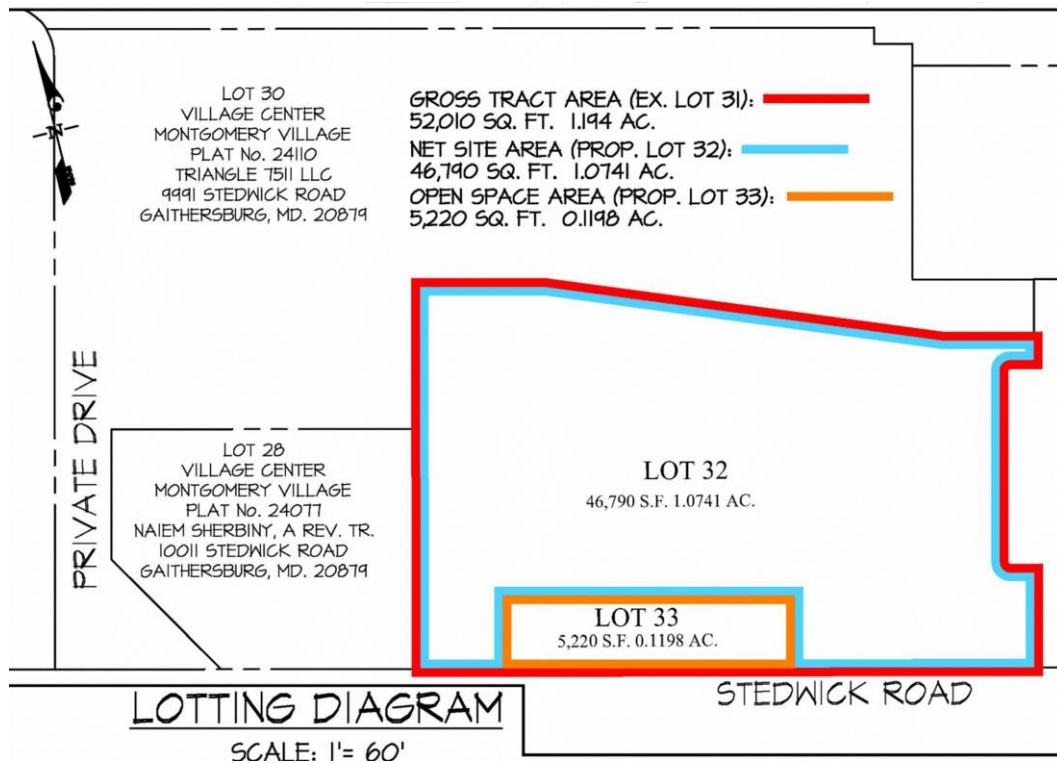 LOT 30
VILLAGE CENTER
MONTGOMERY VILLAGE
PLAT No. 24110
TRIANGLE 7511 LLC
9991 STEDWICK ROAD
GAITHERSBURG, MD. 20879
GROSS TRACT AREA (EX. LOT 31):
52,010 SQ. FT. 1.194 AC.
NET SITE AREA (PROP. LOT 32):
46,790 SQ. FT. 1.0741 AC.
OPEN SPACE AREA (PROP. LOT 33):
5,220 SQ. FT. 0.1198 AC.
PRIVATE DRIVE
LOT 28
VILLAGE CENTER
MONTGOMERY VILLAGE
PLAT No. 24077
NAIEM SHERBINY, A REV. TR.
10011 STEDWICK ROAD
GAITHERSBURG, MD. 20879
LOT 32
46,790 S.F. 1.0741 AC.
LOT 33
5,220 S.F. 0.1198 AC.
STEDWICK ROAD
LOTTING DIAGRAM
SCALE: 1'= 60'